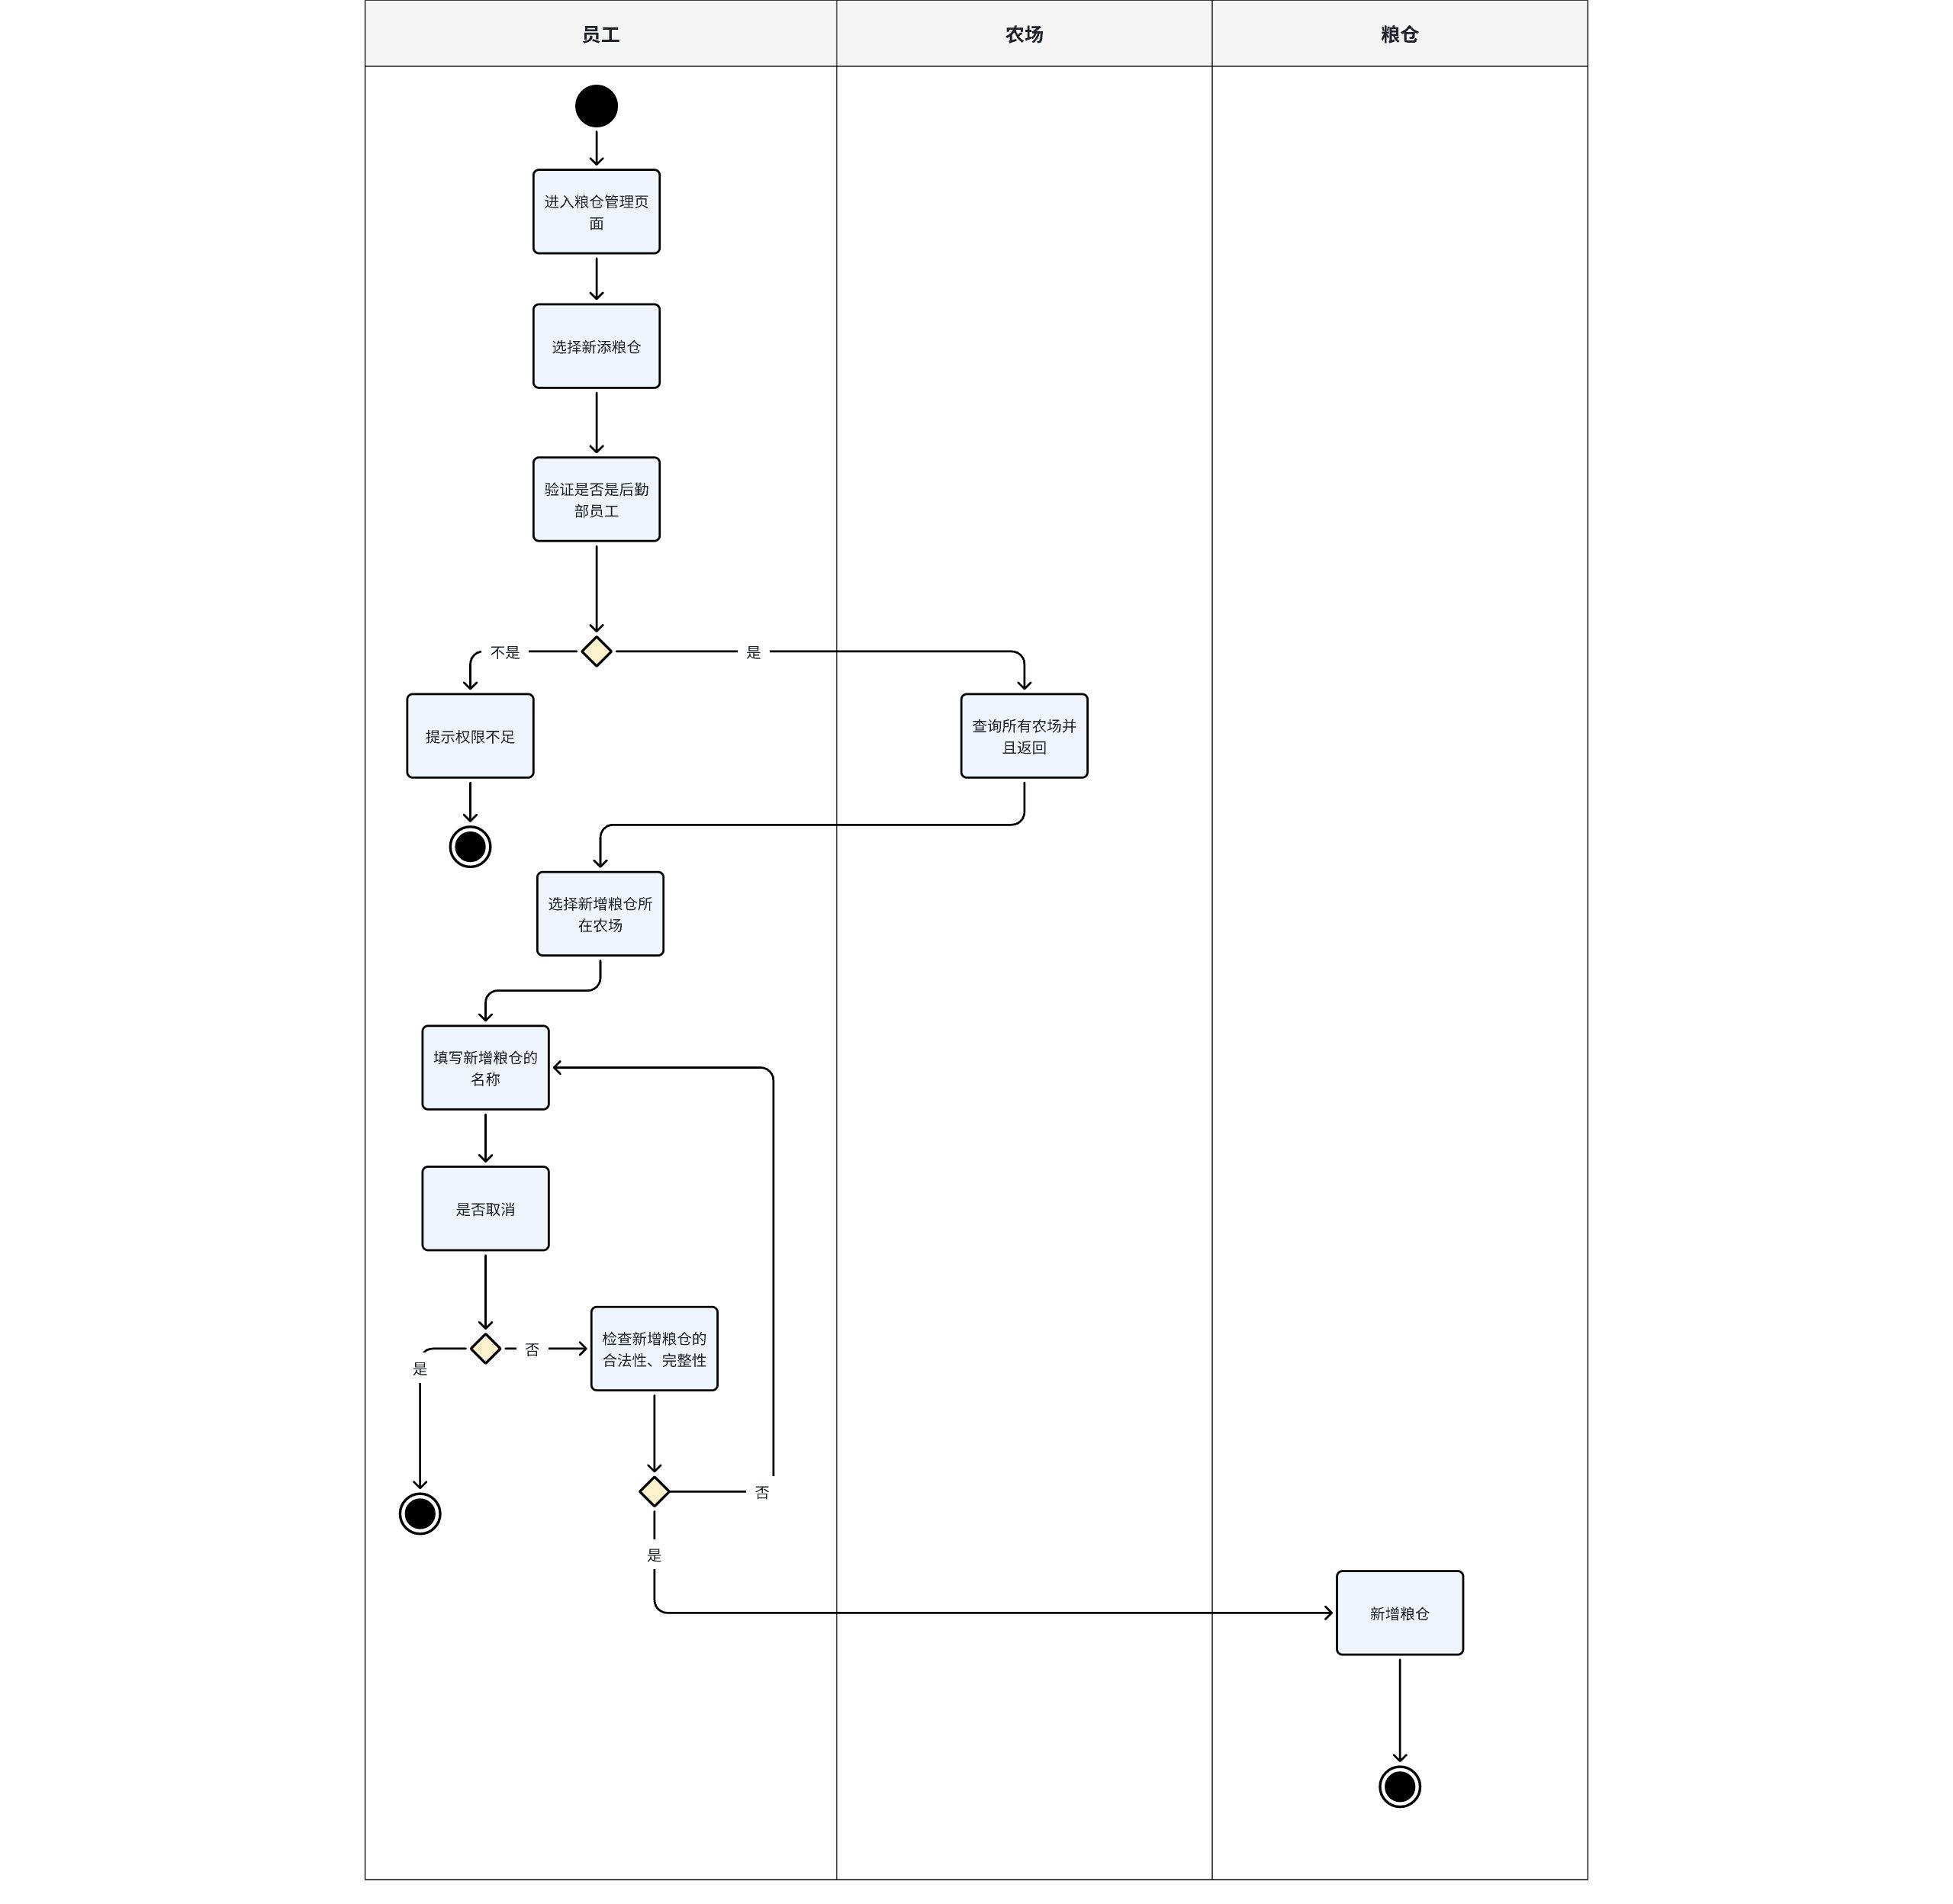 员工
农场
粮仓
进入粮仓管理页
面
选择新添粮仓
验证是否是后勤
部员工
不是
是
提示权限不足
查询所有农场并
且返回
选择新增粮仓所
在农场
填写新增粮仓的
名称
是否取消
检查新增粮仓的
合法性、完整性
否
是
否
是
新增粮仓